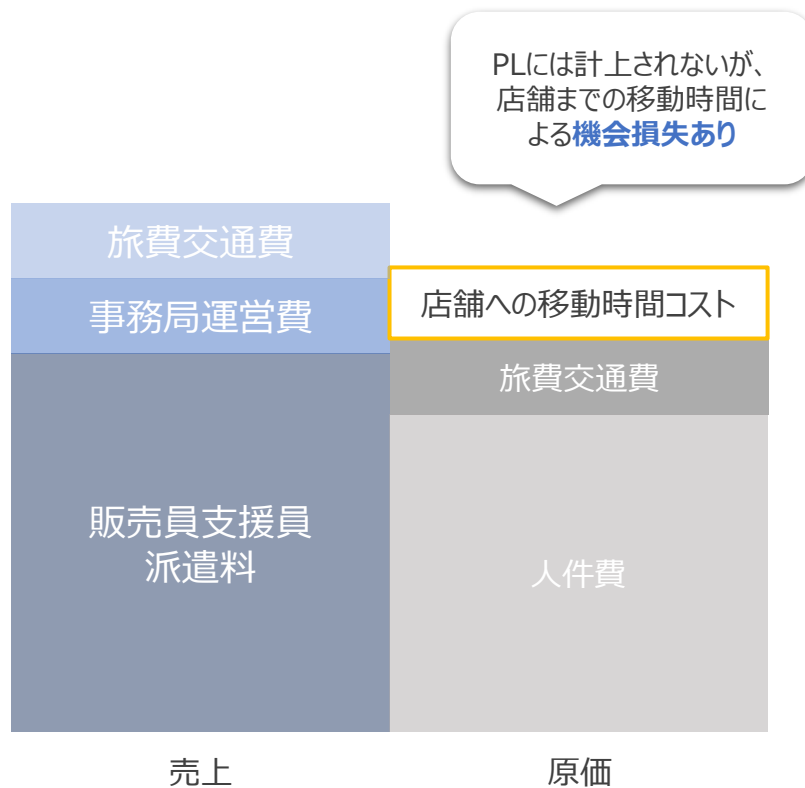 PLには計上されないが、
店舗までの移動時間に
よる機会損失あり
旅費交通費
事務局運営費
販売員支援員
派遣料
店舗への移動時間コスト
旅費交通費
人件費
売上
原価